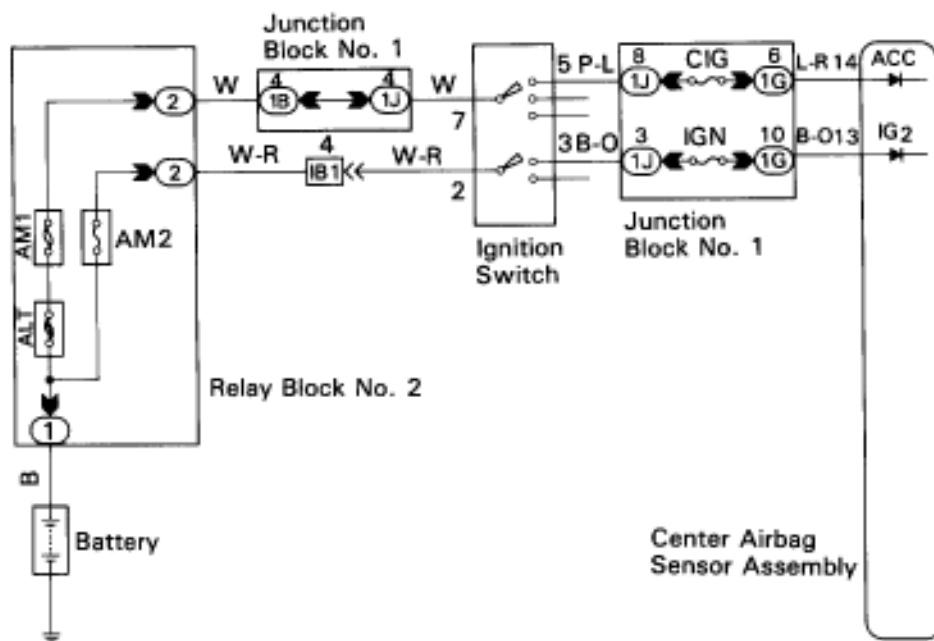 Junction
Block No. 1
4
1B
4
1J
2
W
W
7
5 P-L
8
1J
CIG
6
1G
L-R 14
ACC
3 B-O
3
1J
IGN
10
1G
B-O 13
IG2
2
W-R
4
IB1
W-R
2
AM1
AM2
ALT
Ignition
Switch
Junction
Block No. 1
Relay Block No. 2
1
B
Battery
Center Airbag
Sensor Assembly